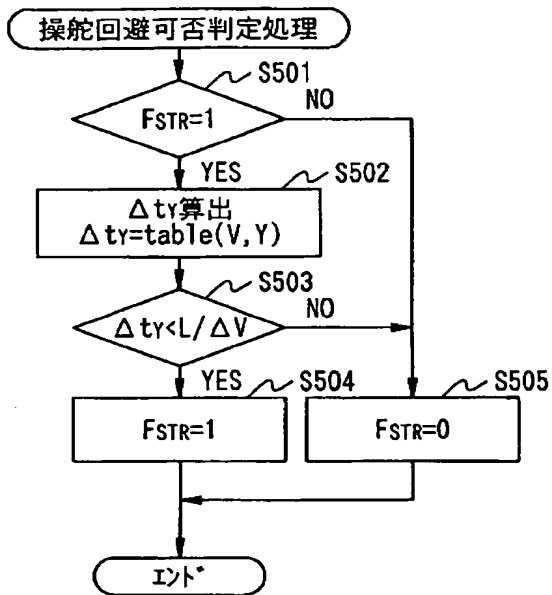 操舵回避可否判定処理
S501
NO
FSTR=1
YES
S502
ΔtY算出
ΔtY=table(V,Y)
S503
NO
ΔtY<L/ΔV
YES
S504
S505
FSTR=1
FSTR=0
エンド